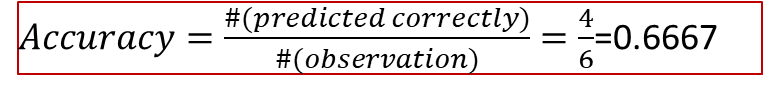 Accuracy = #(predicted correctly) / #(observation) = 4/6=0.6667